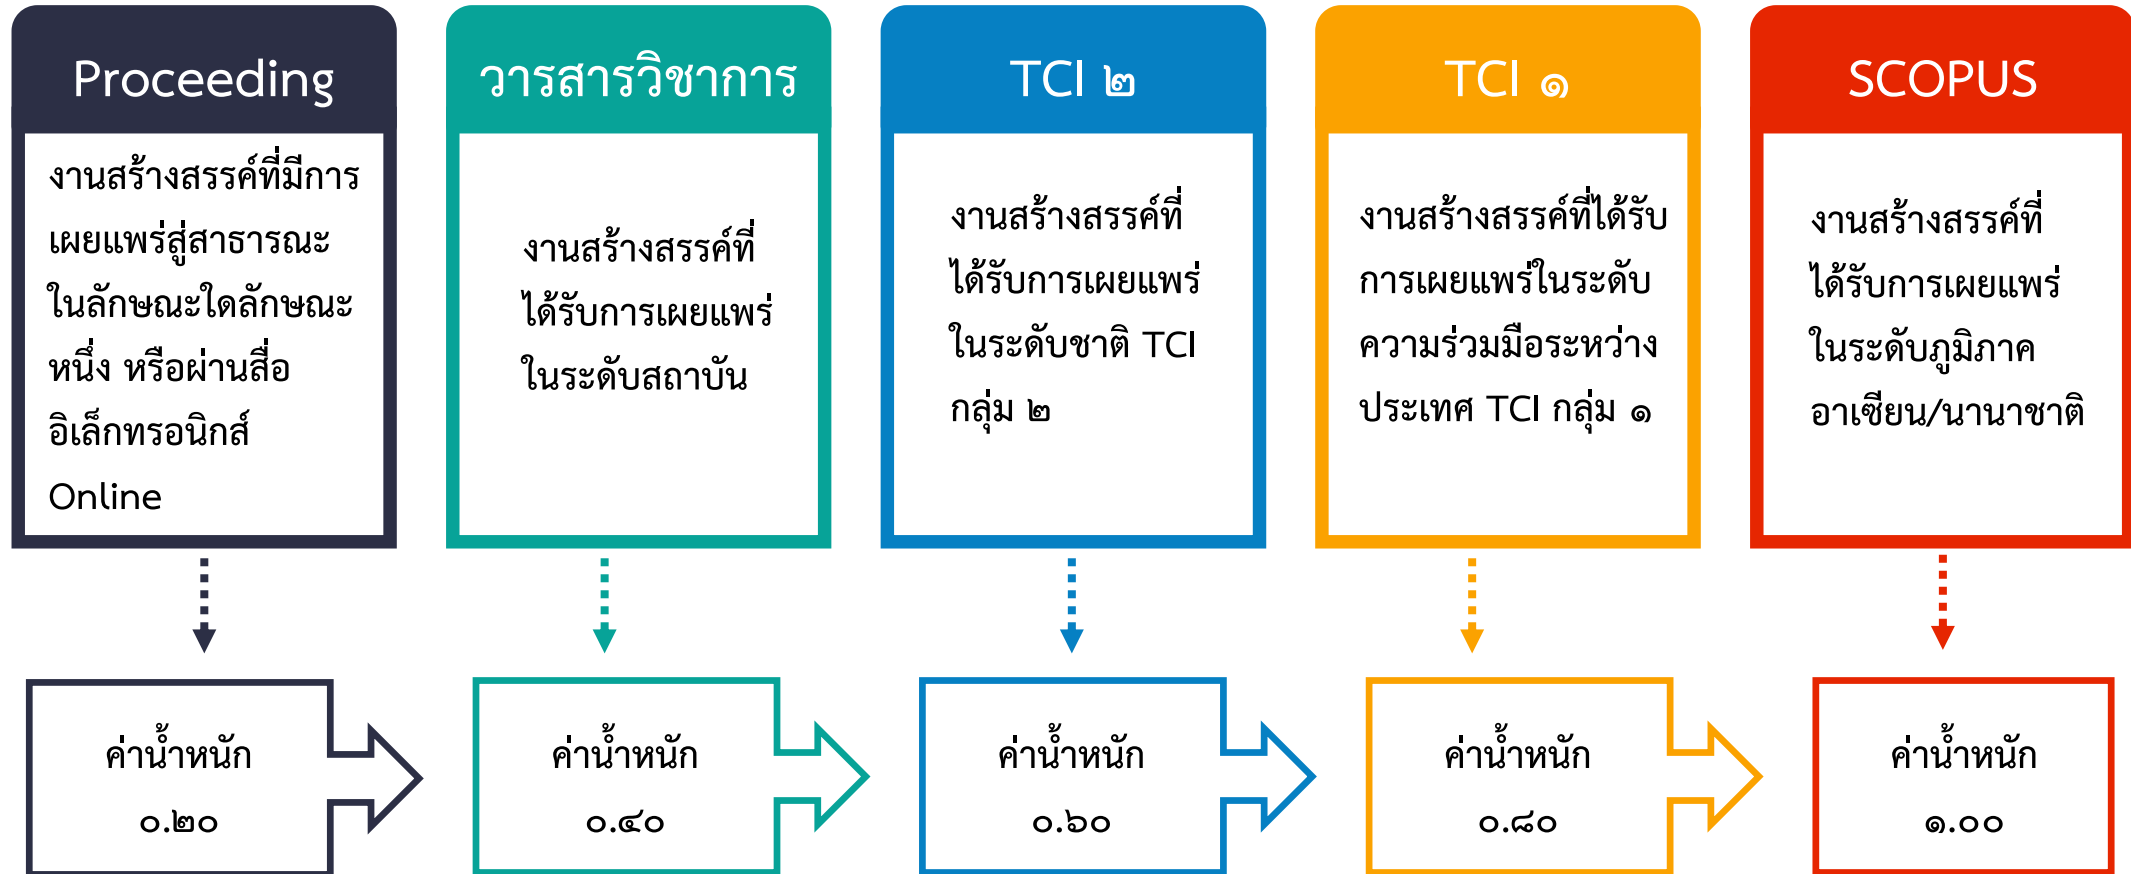 Proceeding
งานสร้างสรรค์ที่มีการ
เผยแพร่สู่สาธารณะ
ในลักษณะใดลักษณะ
หนึ่ง หรือผ่านสื่อ
อิเล็กทรอนิกส์
Online
ค่าน้ำหนัก
๐.๒๐
วารสารวิชาการ
งานสร้างสรรค์ที่
ได้รับการเผยแพร่
ในระดับสถาบัน
ค่าน้ำหนัก
๐.๔๐
TCI ๒
งานสร้างสรรค์ที่
ได้รับการเผยแพร่
ในระดับชาติ TCI
กลุ่ม ๒
ค่าน้ำหนัก
๐.๖๐
TCI ๑
งานสร้างสรรค์ที่ได้รับ
การเผยแพร่ในระดับ
ความร่วมมือระหว่าง
ประเทศ TCI กลุ่ม ๑
ค่าน้ำหนัก
๐.๘๐
SCOPUS
งานสร้างสรรค์ที่
ได้รับการเผยแพร่
ในระดับภูมิภาค
อาเซียน/นานาชาติ
ค่าน้ำหนัก
๑.๐๐